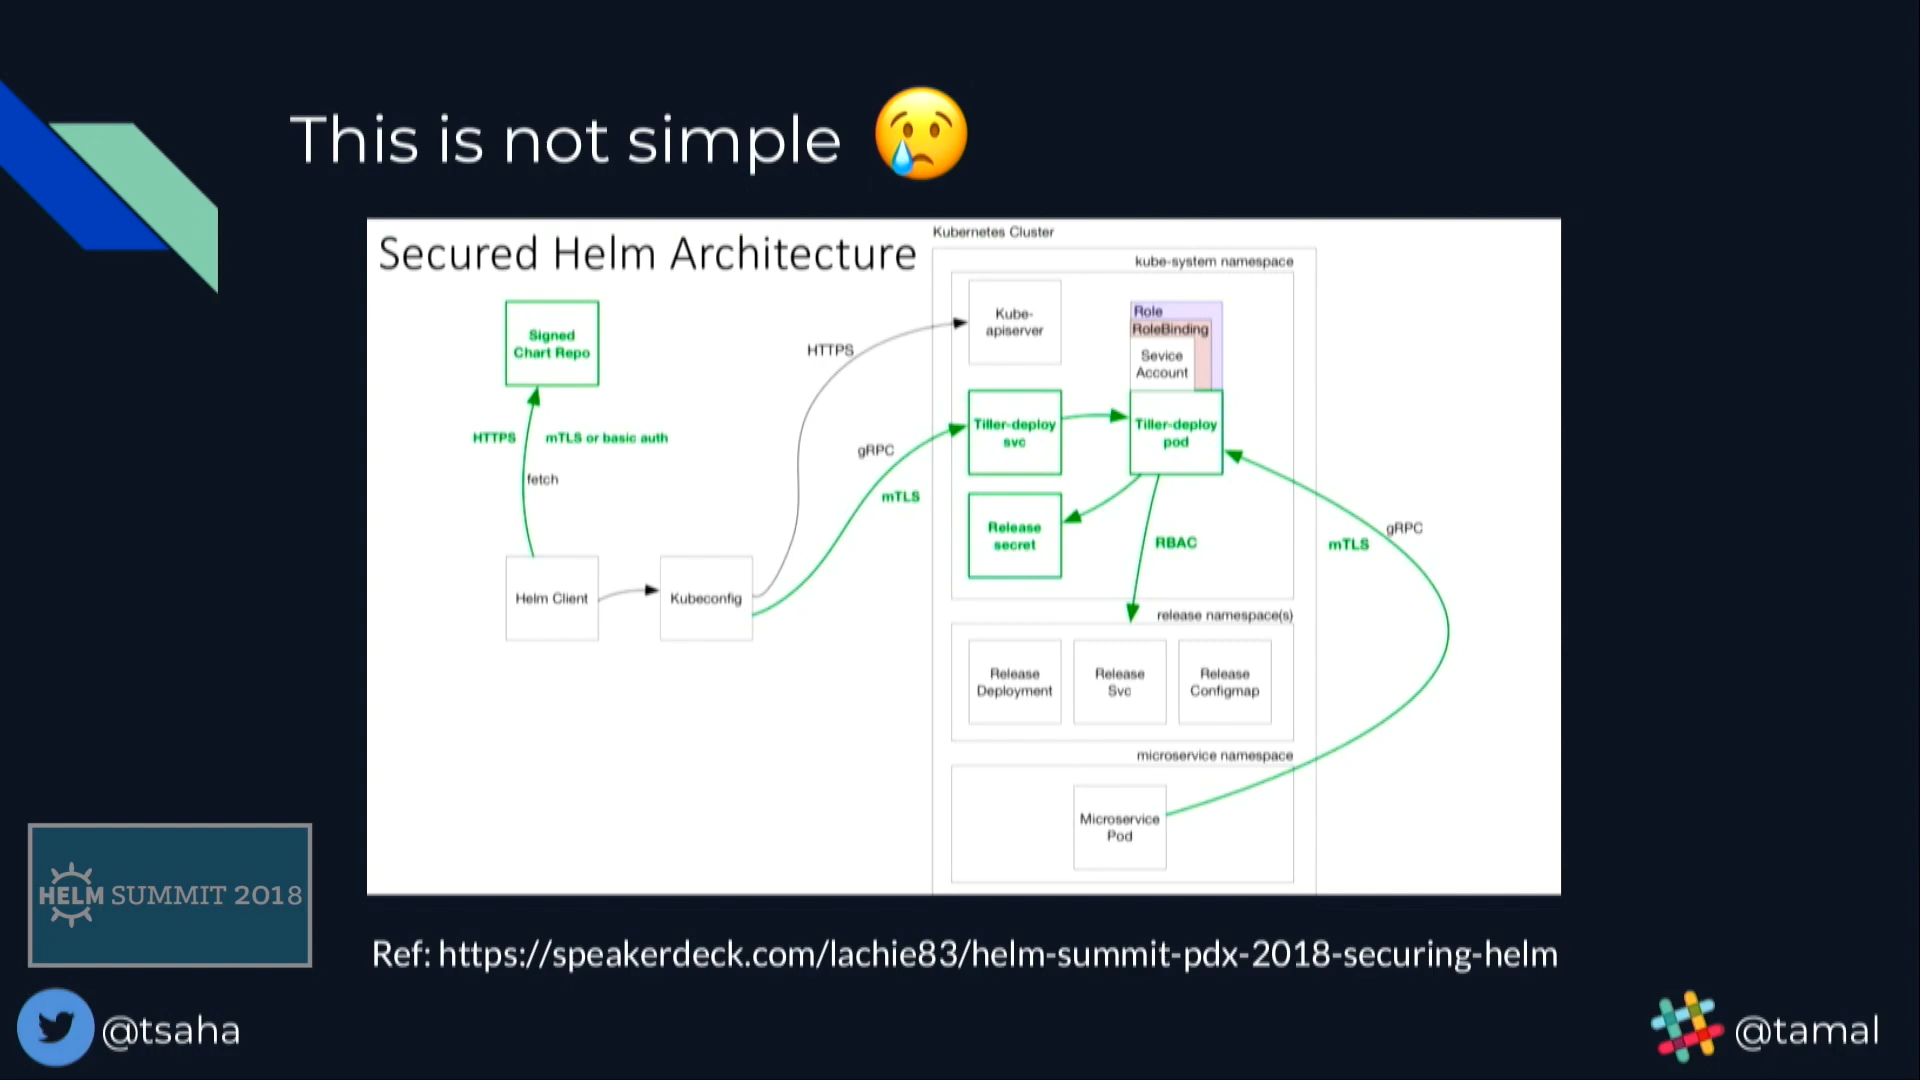 This is not simple
Secured Helm Architecture
Kubernetes Cluster
kube-system namespace
Signed
Chart Repo
HTTPS
mTLS or basic auth
fetch
Helm Client
Kubeconfig
HTTPS
gRPC
mTLS
Kube-
apiserver
Role
RoleBinding
Sevice
Account
Tiller-deploy
svc
Tiller-deploy
pod
Release
secret
RBAC
mTLS
gRPC
release namespace(s)
Release
Deployment
Release
Svc
Release
Configmap
microservice namespace
Microservice
Pod
HELM SUMMIT 2018
Ref: https://speakerdeck.com/lachie83/helm-summit-pdx-2018-securing-helm
@tsaha
@tamal